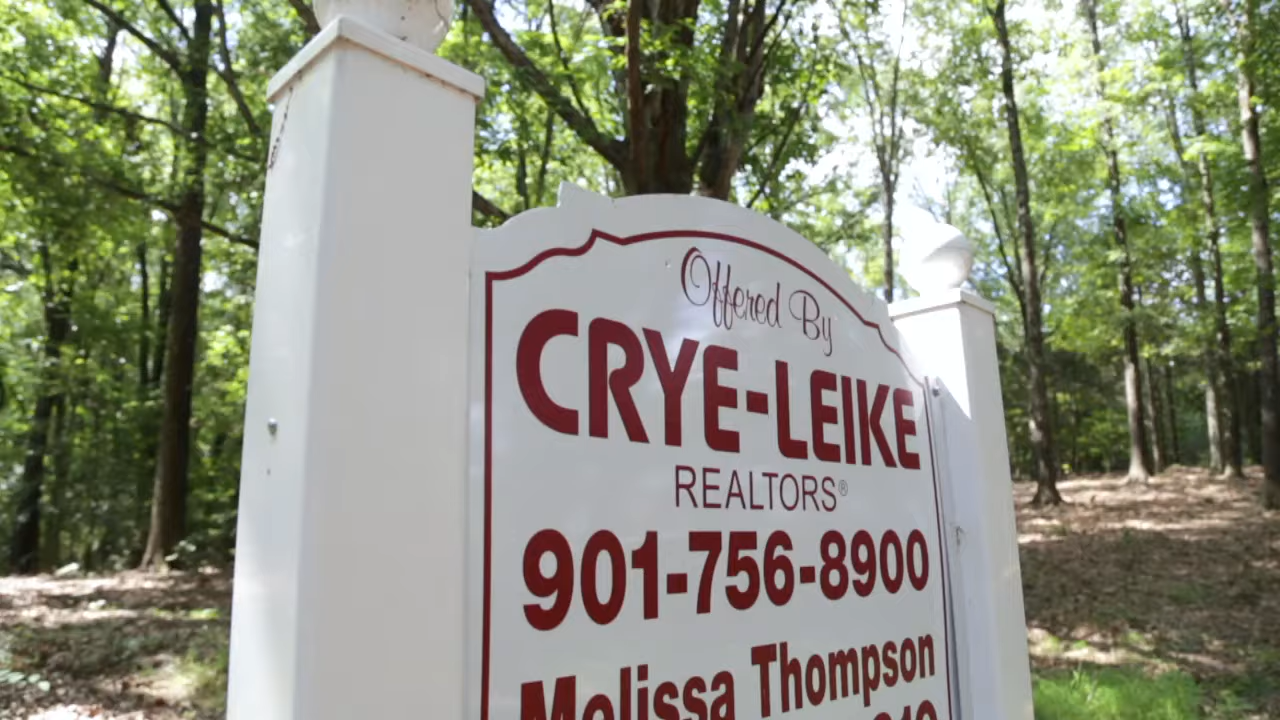 Offered By
CRYE-LEIKE
REALTORS®
901-756-8900
Melissa Thompson